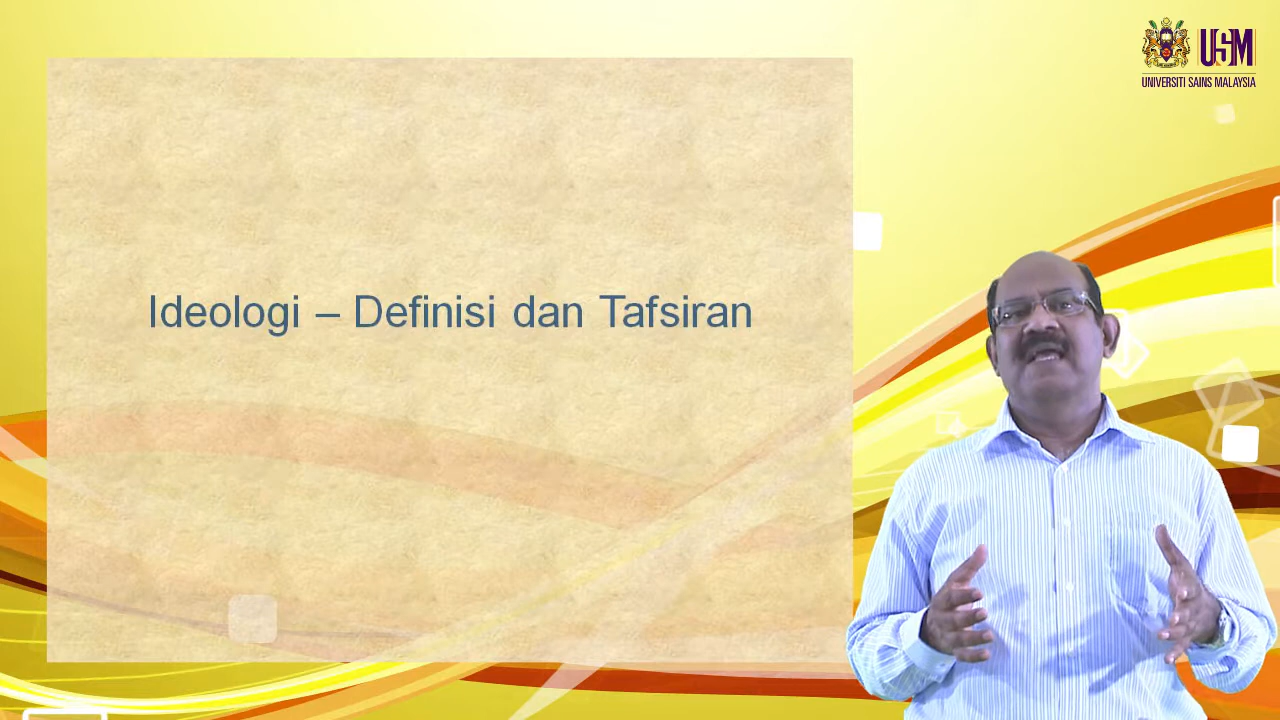 USM
UNIVERSITI SAINS MALAYSIA
Ideologi – Definisi dan Tafsiran